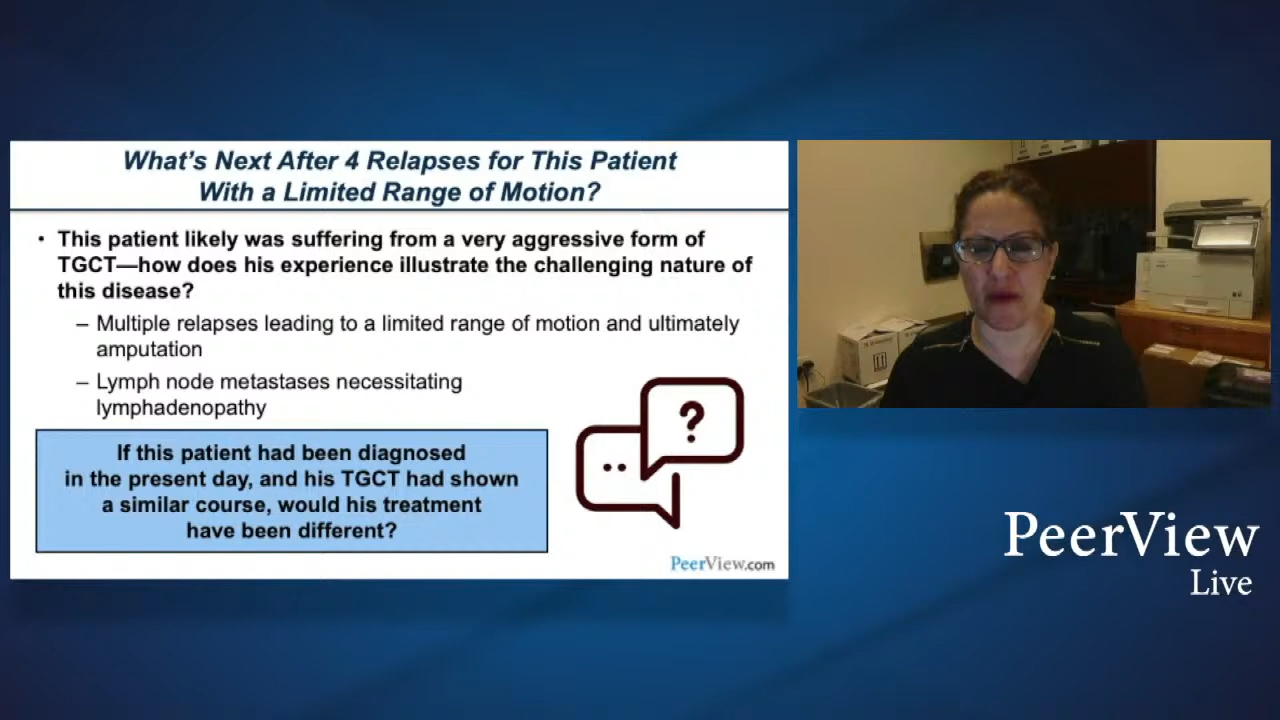 What's Next After 4 Relapses for This Patient
With a Limited Range of Motion?
• This patient likely was suffering from a very aggressive form of
TGCT—how does his experience illustrate the challenging nature of
this disease?
– Multiple relapses leading to a limited range of motion and ultimately
amputation
– Lymph node metastases necessitating
lymphadenopathy
If this patient had been diagnosed
in the present day, and his TGCT had shown
a similar course, would his treatment
have been different?
?
PeerView.com
PeerView
Live